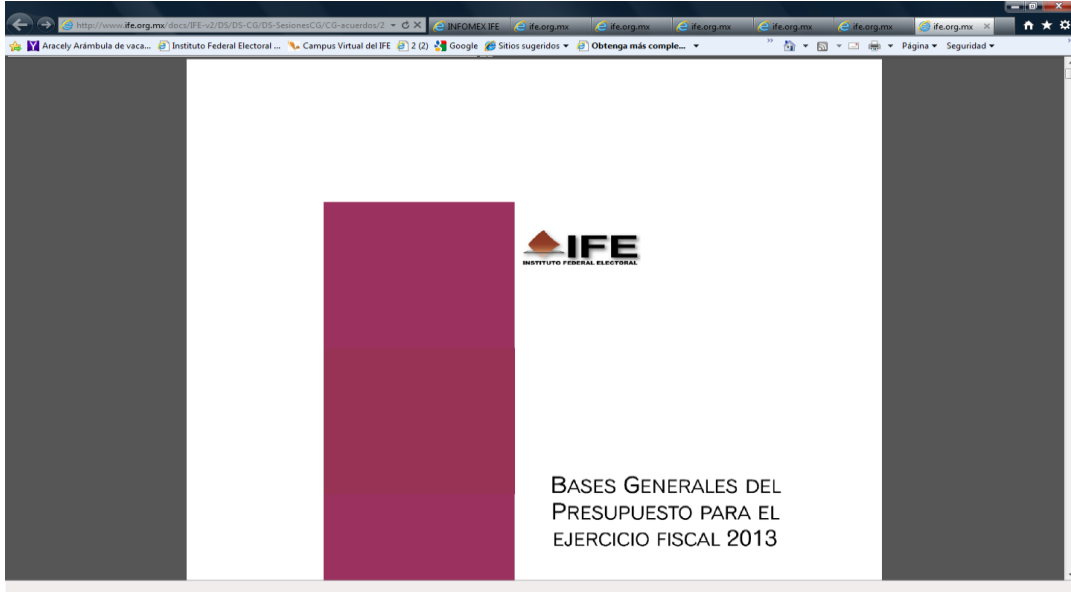 http://www.ife.org.mx/docs/IFE-v2/DS/DS-CG/DS-SesionesCG/CG-acuerdos/2
INFOMEX IFE
ife.org.mx
ife.org.mx
ife.org.mx
ife.org.mx
ife.org.mx
ife.org.mx
Aracely Arámbula de vaca...
Instituto Federal Electoral ...
Campus Virtual del IFE
2 (2)
Google
Sitios sugeridos
Obtenga más comple...
Página
Seguridad
IFE
INSTITUTO FEDERAL ELECTORAL
BASES GENERALES DEL
PRESUPUESTO PARA EL
EJERCICIO FISCAL 2013